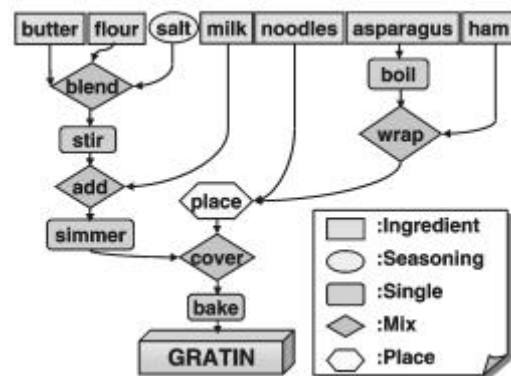 butter flour salt milk noodles asparagus ham
blend boil
stir wrap
add
place
simmer
cover
bake
GRATIN
:Ingredient
:Seasoning
:Single
:Mix
:Place